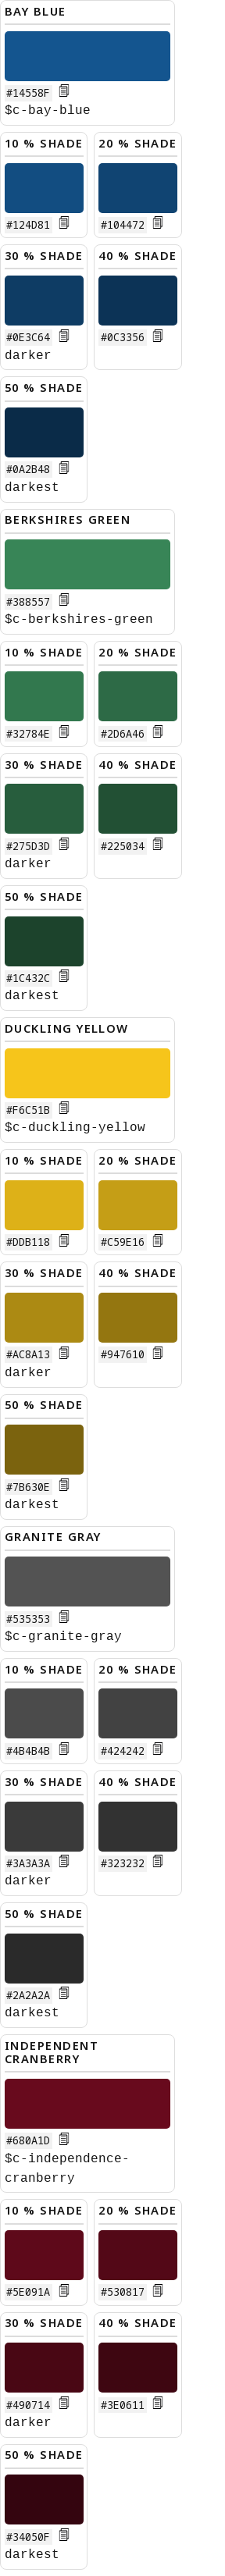 BAY BLUE
#14558F
$c-bay-blue
10 % SHADE
#124D81
20 % SHADE
#104472
30 % SHADE
#0E3C64
darker
40 % SHADE
#0C3356
50 % SHADE
#0A2B48
darkest
BERKSHIRES GREEN
#388557
$c-berkshires-green
10 % SHADE
#32784E
20 % SHADE
#2D6A46
30 % SHADE
#275D3D
darker
40 % SHADE
#225034
50 % SHADE
#1C432C
darkest
DUCKLING YELLOW
#F6C51B
$c-duckling-yellow
10 % SHADE
#DDB118
20 % SHADE
#C59E16
30 % SHADE
#AC8A13
darker
40 % SHADE
#947610
50 % SHADE
#7B630E
darkest
GRANITE GRAY
#535353
$c-granite-gray
10 % SHADE
#4B4B4B
20 % SHADE
#424242
30 % SHADE
#3A3A3A
darker
40 % SHADE
#323232
50 % SHADE
#2A2A2A
darkest
INDEPENDENT
CRANBERRY
#680A1D
$c-independence-
cranberry
10 % SHADE
#5E091A
20 % SHADE
#530817
30 % SHADE
#490714
darker
40 % SHADE
#3E0611
50 % SHADE
#34050F
darkest